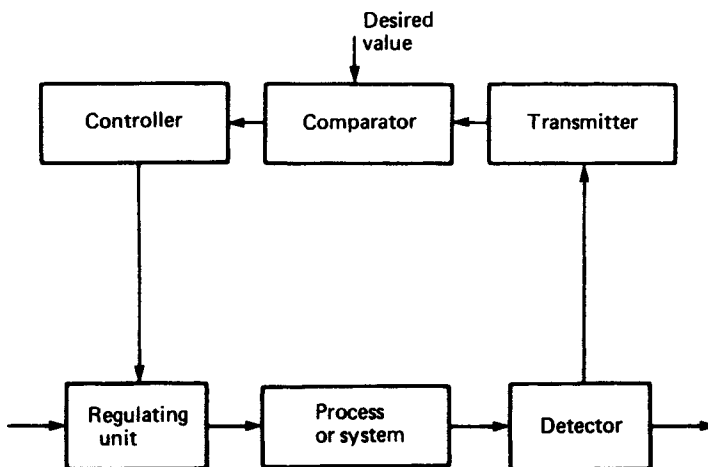 Desired
value
Controller
Comparator
Transmitter
Regulating
unit
Process
or system
Detector